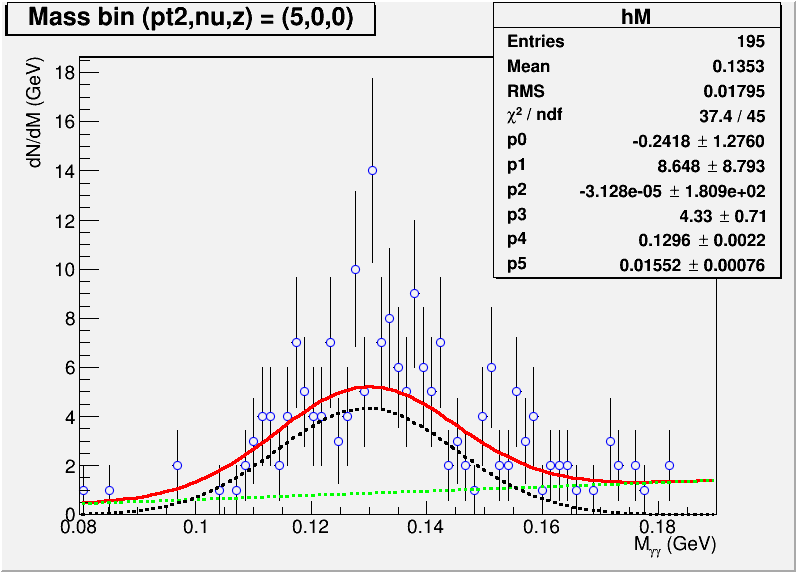 Mass bin (pt2,nu,z) = (5,0,0)
hM
Entries 195
Mean 0.1353
RMS 0.01795
χ² / ndf 37.4 / 45
p0 -0.2418 ± 1.2760
p1 8.648 ± 8.793
p2 -3.128e-05 ± 1.809e+02
p3 4.33 ± 0.71
p4 0.1296 ± 0.0022
p5 0.01552 ± 0.00076
dN/dM (GeV)
18
16
14
12
10
8
6
4
2
0
0.08 0.1 0.12 0.14 0.16 0.18
Mγγ (GeV)